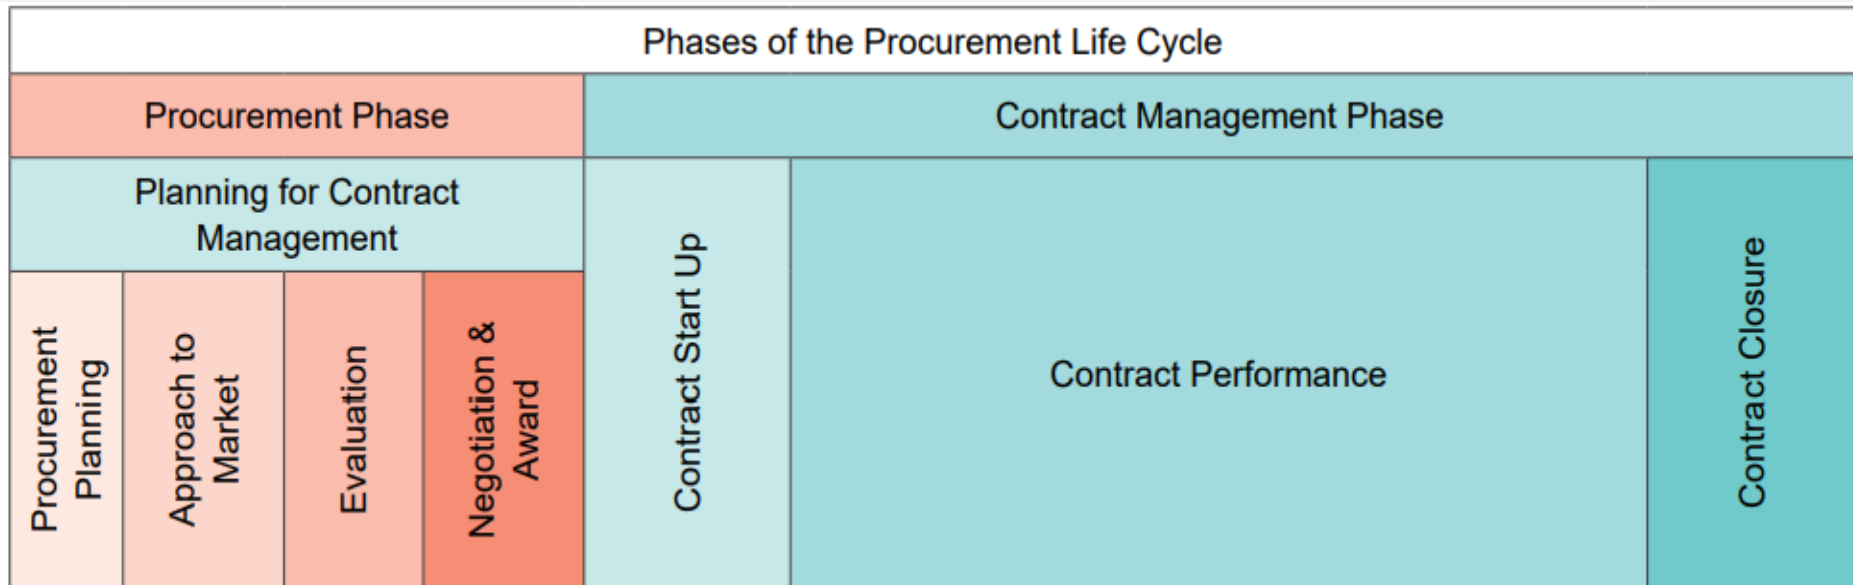 Phases of the Procurement Life Cycle
Procurement Phase
Contract Management Phase
Planning for Contract
Management
Procurement
Planning
Approach to
Market
Evaluation
Negotiation &
Award
Contract Start Up
Contract Performance
Contract Closure